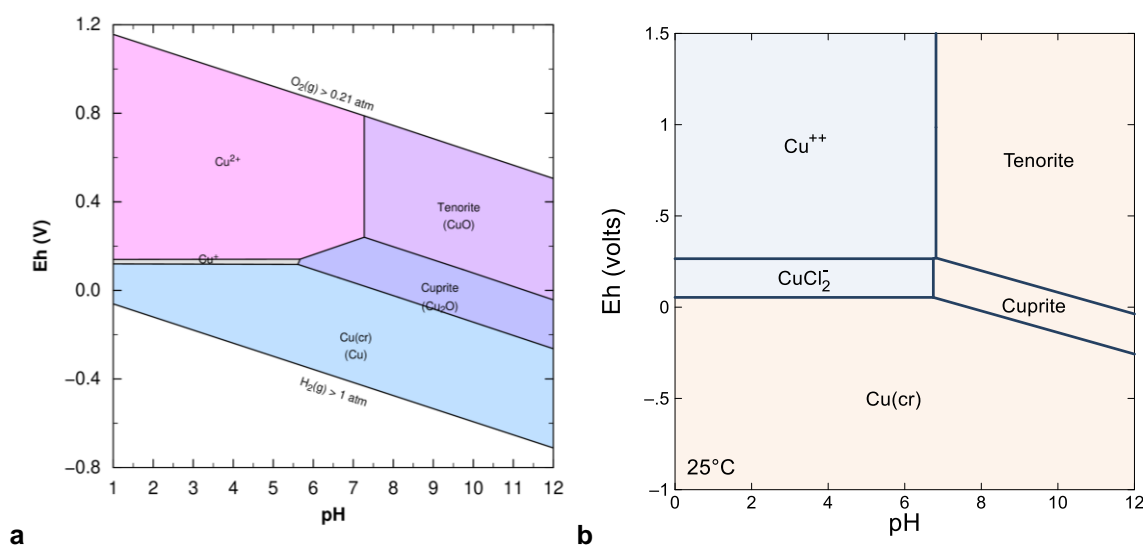 1.2
0.8
0.4
0.0
−0.4
−0.8
Eh (V)
1 2 3 4 5 6 7 8 9 10 11 12
pH
O2(g) > 0.21 atm
Cu2+
Cu+
Tenorite
(CuO)
Cuprite
(Cu2O)
Cu(cr)
(Cu)
H2(g) > 1 atm
a
1.5
1
.5
0
−.5
−1
Eh (volts)
0 2 4 6 8 10 12
pH
Cu++
Tenorite
CuCl2-
Cuprite
Cu(cr)
25°C
b